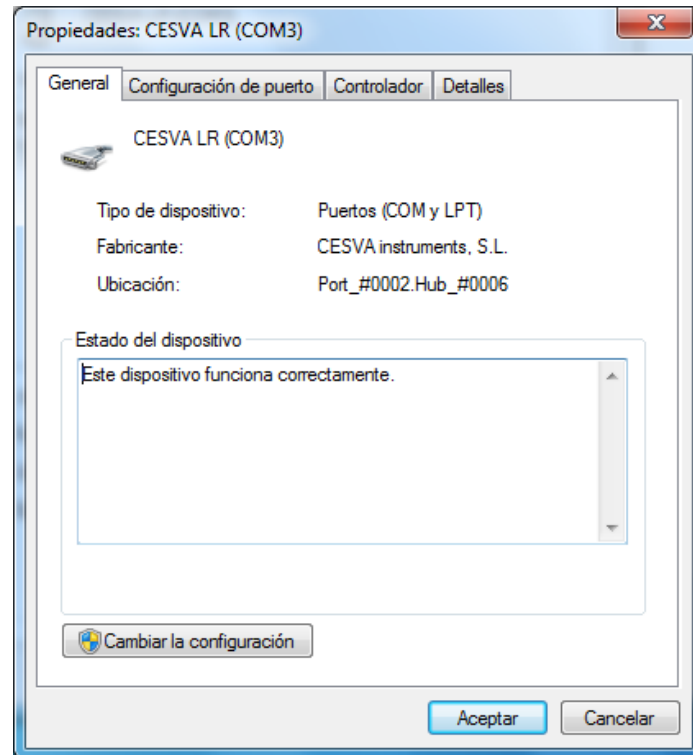 Propiedades: CESVA LR (COM3)
General Configuración de puerto Controlador Detalles
CESVA LR (COM3)
Tipo de dispositivo: Puertos (COM y LPT)
Fabricante: CESVA instruments, S.L.
Ubicación: Port_#0002.Hub_#0006
Estado del dispositivo
Este dispositivo funciona correctamente.
Cambiar la configuración
Aceptar Cancelar